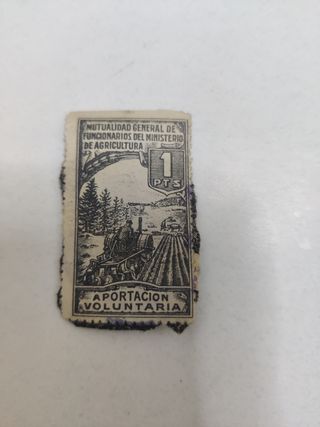 MUTUALIDAD GENERAL DE
FUNCIONARIOS DEL MINISTERIO
DE AGRICULTURA
1
PTS
APORTACION
VOLUNTARIA